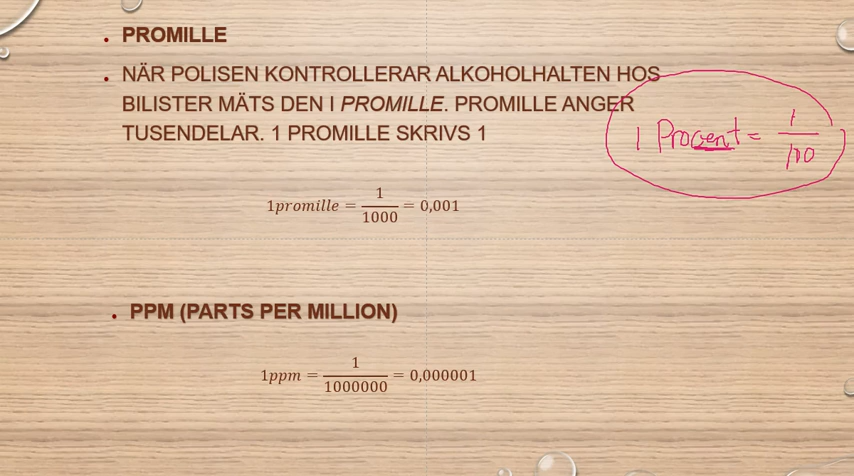 • PROMILLE
• NÄR POLISEN KONTROLLERAR ALKOHOLHALTEN HOS
BILISTER MÄTS DEN I PROMILLE. PROMILLE ANGER
TUSENDELAR. 1 PROMILLE SKRIVS 1
1 Procent = 1/100
1promille = 1/1000 = 0,001
• PPM (PARTS PER MILLION)
1ppm = 1/1000000 = 0,000001